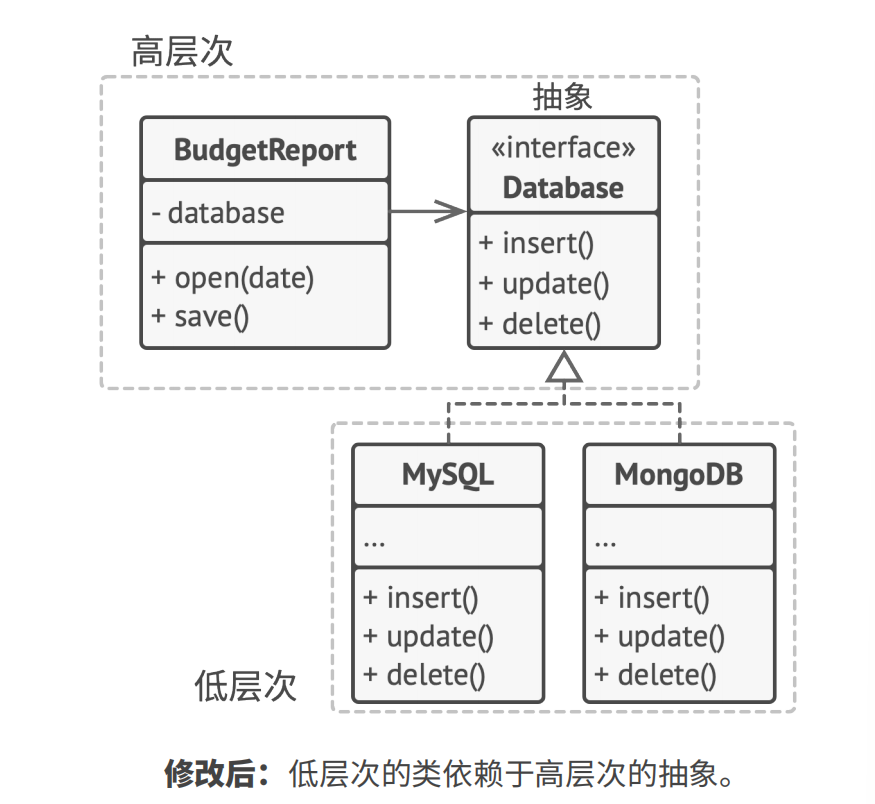 高层次
抽象
BudgetReport
- database
+ open(date)
+ save()
«interface»
Database
+ insert()
+ update()
+ delete()
MySQL
...
+ insert()
+ update()
+ delete()
MongoDB
...
+ insert()
+ update()
+ delete()
低层次
修改后：低层次的类依赖于高层次的抽象。